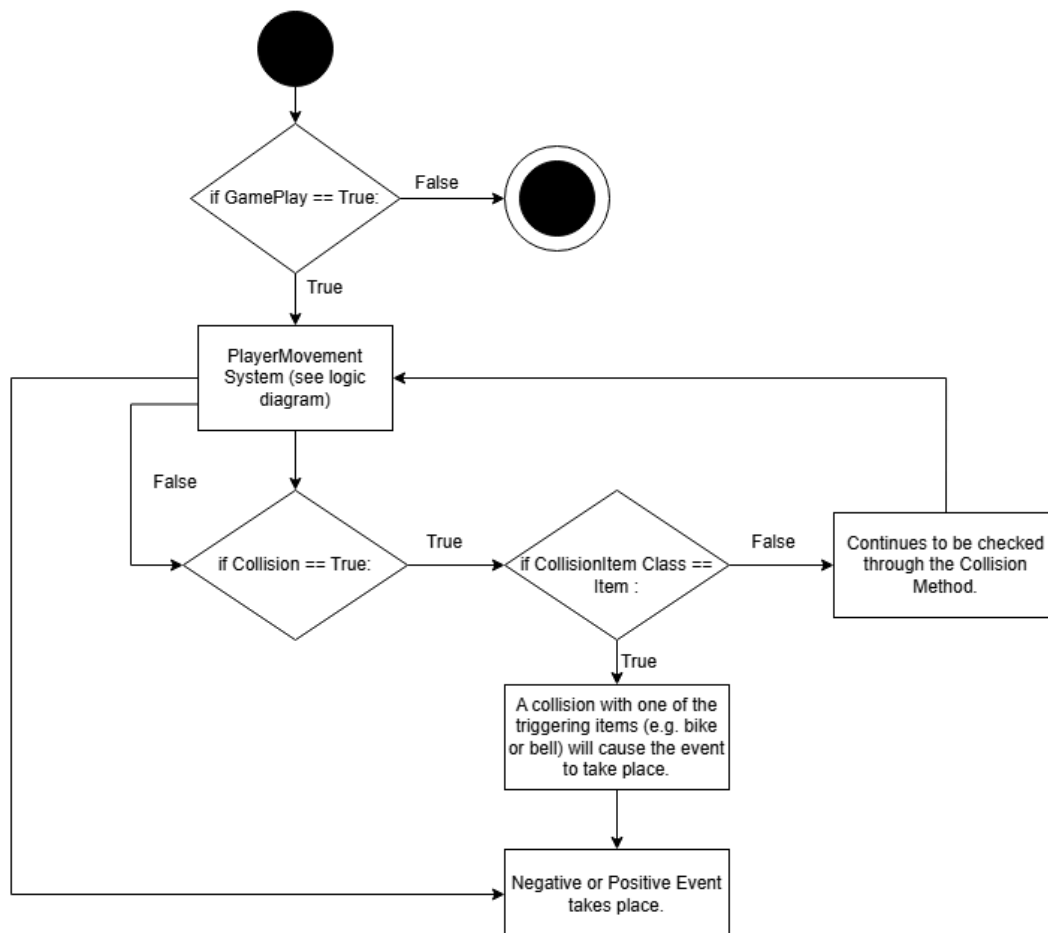 if GamePlay == True:
False
True
PlayerMovement
System (see logic
diagram)
False
if Collision == True:
True
if CollisionItem Class ==
Item :
False
Continues to be checked
through the Collision
Method.
True
A collision with one of the
triggering items (e.g. bike
or bell) will cause the event
to take place.
Negative or Positive Event
takes place.